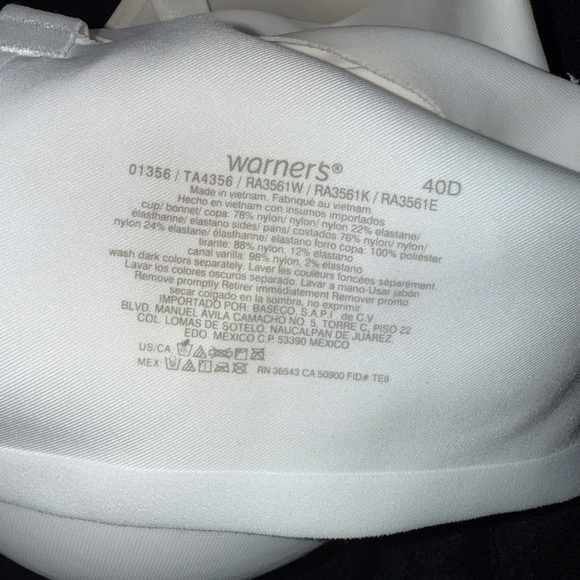 warner's®
01356 / TA4356 / RA3561W / RA3561K / RA3561E 40D
Made in vietnam. Fabriqué au vietnam.
Hecho en vietnam con insumos importados
cup/ bonnet/ copa: 78% nylon/ nylon/ nylon 22% elastane/
élasthanne/ elastano sides/ pans/ costados 76% nylon/ nylon/
nylon 24% elastane/ élasthanne/ elastano forro copa: 100% poliéster
tirante: 88% nylon, 12% elastano
canal varilla: 98% nylon, 2% elastano
wash dark colors separately. Laver les couleurs foncées séparément.
Lavar los colores oscuros separado. Lavar a mano-Usar jabón
Remove promptly Retirer immédiatement Remover pronto
secar colgado en la sombra, no exprimir
IMPORTADO POR: BASECO, S.A.P.I. de C.V
BLVD. MANUEL ÁVILA CAMACHO NO. 5, TORRE C, PISO 22
COL. LOMAS DE SOTELO, NAUCALPAN DE JUÁREZ,
EDO. MÉXICO C.P 53390 MÉXICO
US/CA
MEX: RN 36543 CA 50900 FID# TE8